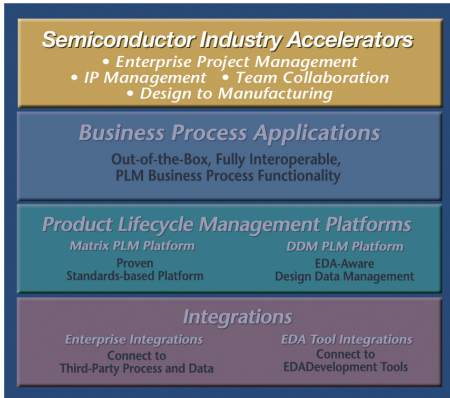 Semiconductor Industry Accelerators
• Enterprise Project Management
• IP Management • Team Collaboration
• Design to Manufacturing
Business Process Applications
Out-of-the-Box, Fully Interoperable,
PLM Business Process Functionality
Product Lifecycle Management Platforms
Matrix PLM Platform
Proven
Standards-based Platform
DDM PLM Platform
EDA-Aware
Design Data Management
Integrations
Enterprise Integrations
Connect to
Third-Party Process and Data
EDA Tool Integrations
Connect to
EDADevelopment Tools